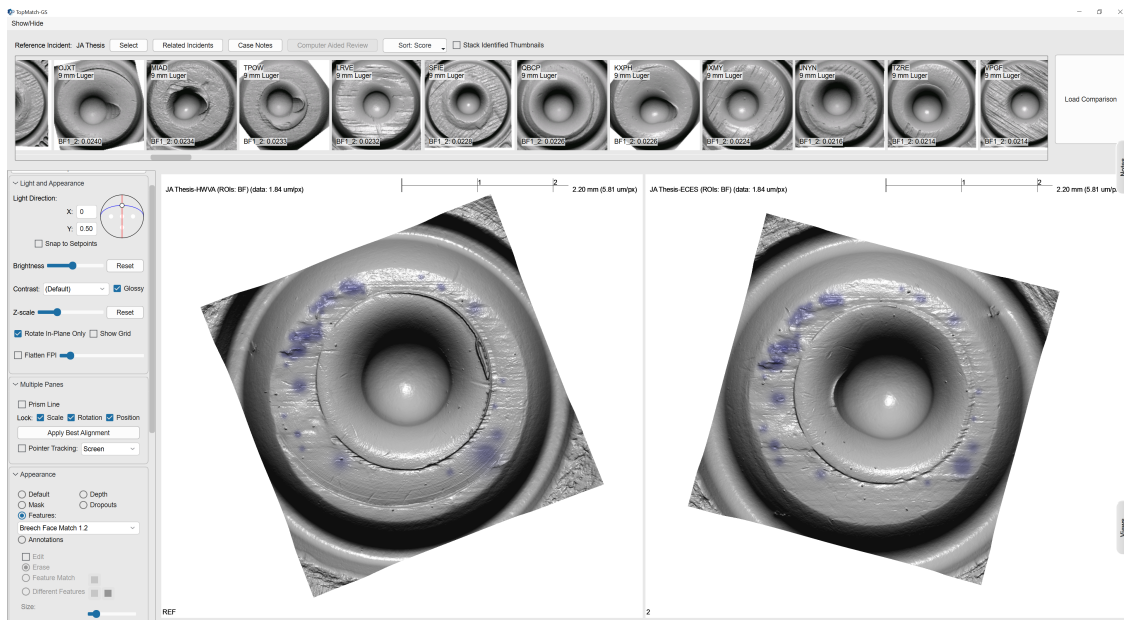 TopMatch-GS
Show/Hide
Reference Incident: JA Thesis Select Related Incidents Case Notes Computer Aided Review Sort: Score Stack Identified Thumbnails
OJXT
9 mm Luger
BF1_2: 0.0240
MIAD
9 mm Luger
BF1_2: 0.0234
TPOW
9 mm Luger
BF1_2: 0.0233
LRVE
9 mm Luger
BF1_2: 0.0232
SFIE
9 mm Luger
BF1_2: 0.0228
QBCP
9 mm Luger
BF1_2: 0.0226
KXPH
9 mm Luger
BF1_2: 0.0226
9 mm Luger
BF1_2: 0.0224
JNYN
9 mm Luger
BF1_2: 0.0216
TZRE
9 mm Luger
BF1_2: 0.0214
9 mm Luger
BF1_2: 0.0214
Load Comparison
Notes
Light and Appearance
Light Direction:
X: 0
Y: 0.50
Snap to Setpoints
Brightness Reset
Contrast: (Default) Glossy
Z-scale Reset
Rotate In-Plane Only Show Grid
Flatten FPI
Multiple Panes
Prism Line
Lock: Scale Rotation Position
Apply Best Alignment
Pointer Tracking: Screen
Appearance
Default Depth
Mask Dropouts
Features:
Breech Face Match 1.2
Annotations
Edit
Erase
Feature Match
Different Features
Size:
JA Thesis-HWVA (ROIs: BF) (data: 1.84 um/px)
1 2
2.20 mm (5.81 um/px)
REF
JA Thesis-ECES (ROIs: BF) (data: 1.84 um/px)
1 2
2.20 mm (5.81 um/p
2
Views